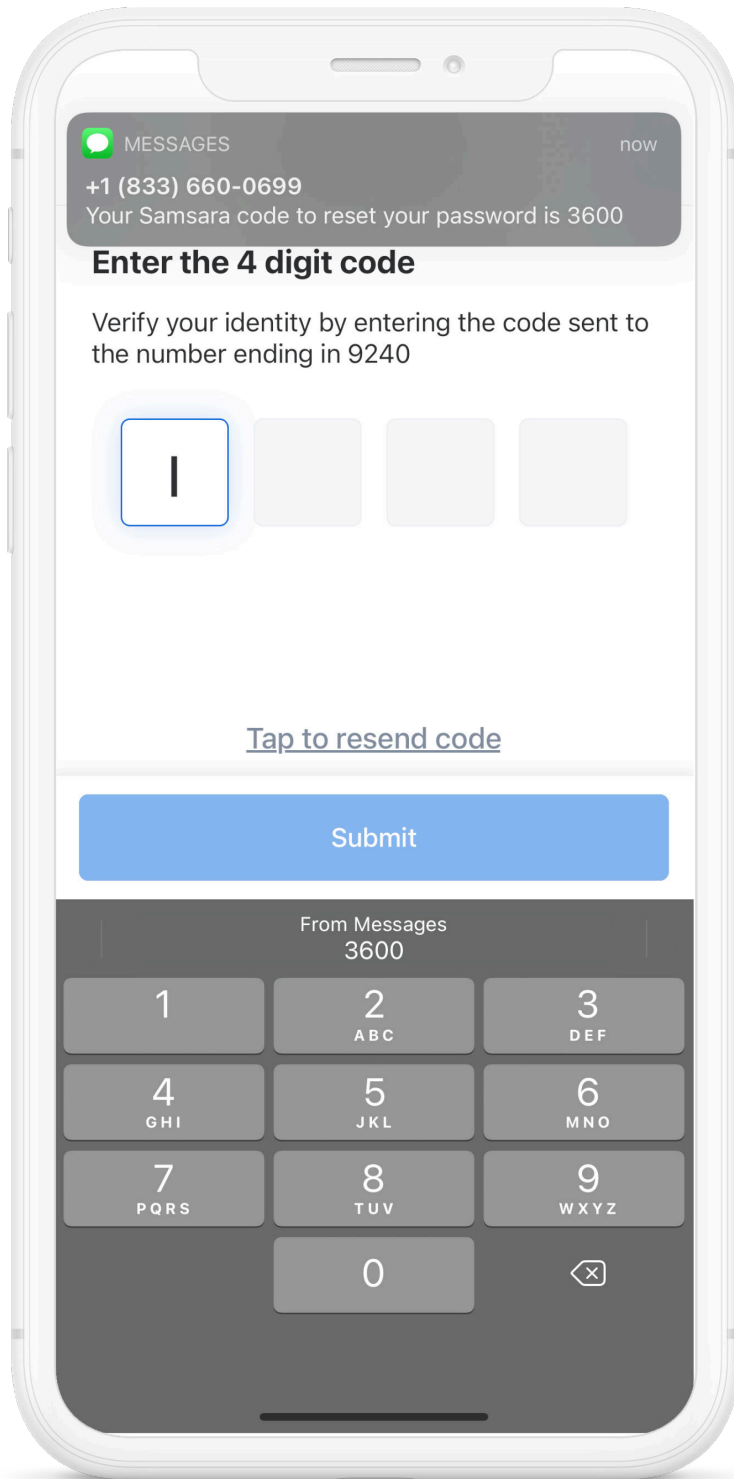 MESSAGES now
+1 (833) 660-0699
Your Samsara code to reset your password is 3600
Enter the 4 digit code
Verify your identity by entering the code sent to
the number ending in 9240
Tap to resend code
Submit
From Messages
3600
1 2 3
ABC DEF
4 5 6
GHI JKL MNO
7 8 9
PQRS TUV WXYZ
0